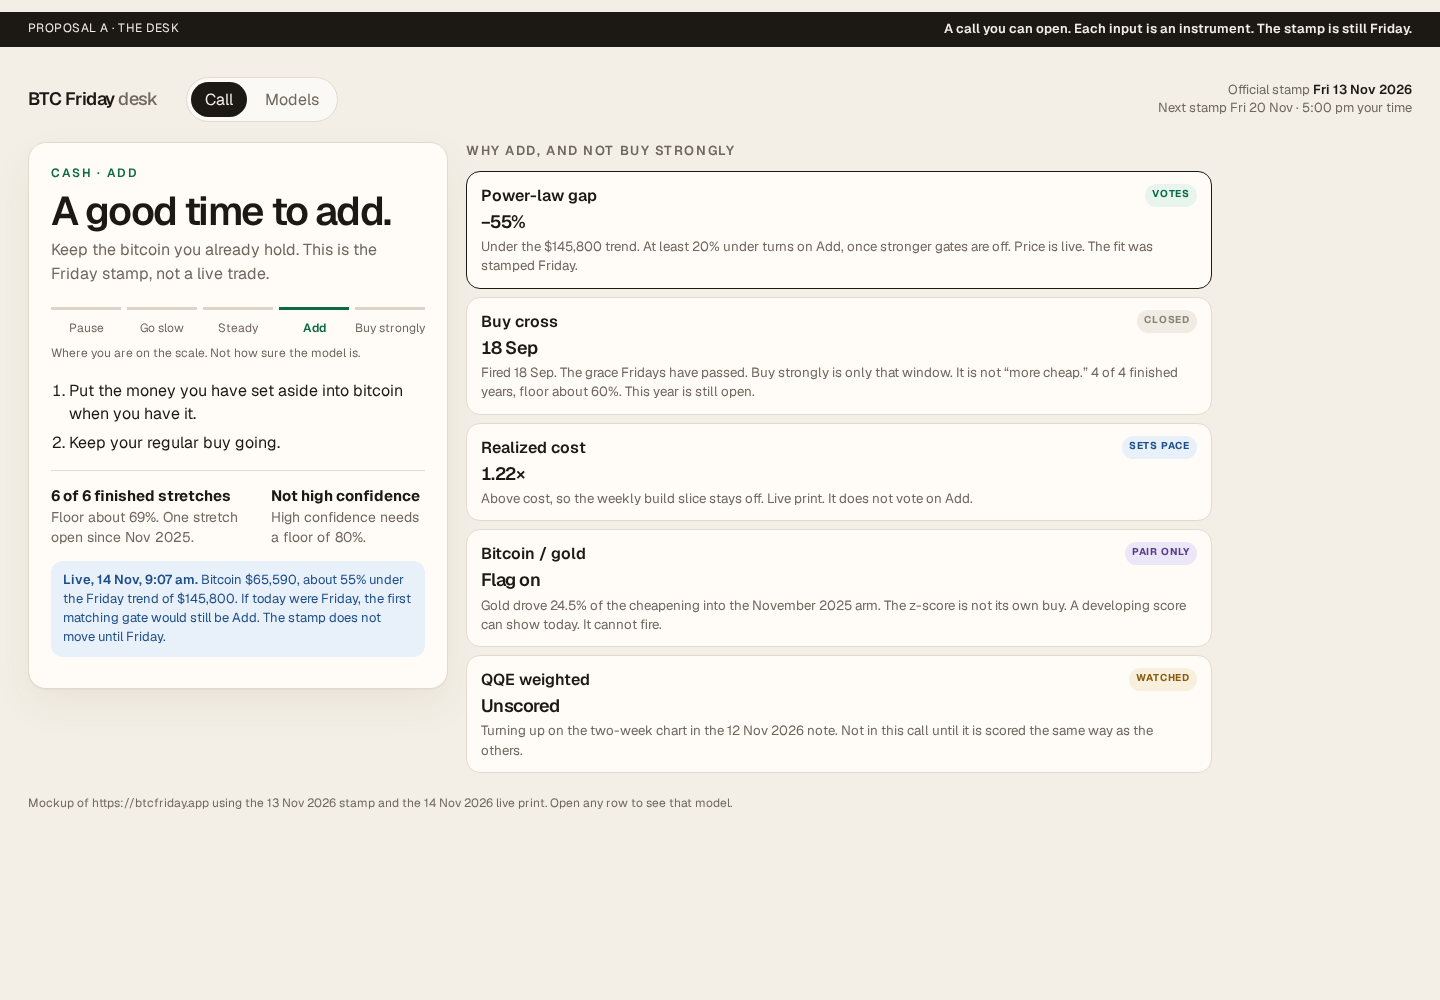 PROPOSAL A · THE DESK
A call you can open. Each input is an instrument. The stamp is still Friday.
BTC Friday desk
Call
Models
Official stamp Fri 13 Nov 2026
Next stamp Fri 20 Nov · 5:00 pm your time
CASH · ADD
A good time to add.
Keep the bitcoin you already hold. This is the
Friday stamp, not a live trade.
Pause
Go slow
Steady
Add
Buy strongly
Where you are on the scale. Not how sure the model is.
1. Put the money you have set aside into bitcoin
when you have it.
2. Keep your regular buy going.
6 of 6 finished stretches
Floor about 69%. One stretch
open since Nov 2025.
Not high confidence
High confidence needs
a floor of 80%.
Live, 14 Nov, 9:07 am. Bitcoin $65,590, about 55% under
the Friday trend of $145,800. If today were Friday, the first
matching gate would still be Add. The stamp does not
move until Friday.
WHY ADD, AND NOT BUY STRONGLY
Power-law gap
VOTES
−55%
Under the $145,800 trend. At least 20% under turns on Add, once stronger gates are off. Price is live. The fit was
stamped Friday.
Buy cross
CLOSED
18 Sep
Fired 18 Sep. The grace Fridays have passed. Buy strongly is only that window. It is not “more cheap.” 4 of 4 finished
years, floor about 60%. This year is still open.
Realized cost
SETS PACE
1.22×
Above cost, so the weekly build slice stays off. Live print. It does not vote on Add.
Bitcoin / gold
PAIR ONLY
Flag on
Gold drove 24.5% of the cheapening into the November 2025 arm. The z-score is not its own buy. A developing score
can show today. It cannot fire.
QQE weighted
WATCHED
Unscored
Turning up on the two-week chart in the 12 Nov 2026 note. Not in this call until it is scored the same way as the
others.
Mockup of https://btcfriday.app using the 13 Nov 2026 stamp and the 14 Nov 2026 live print. Open any row to see that model.